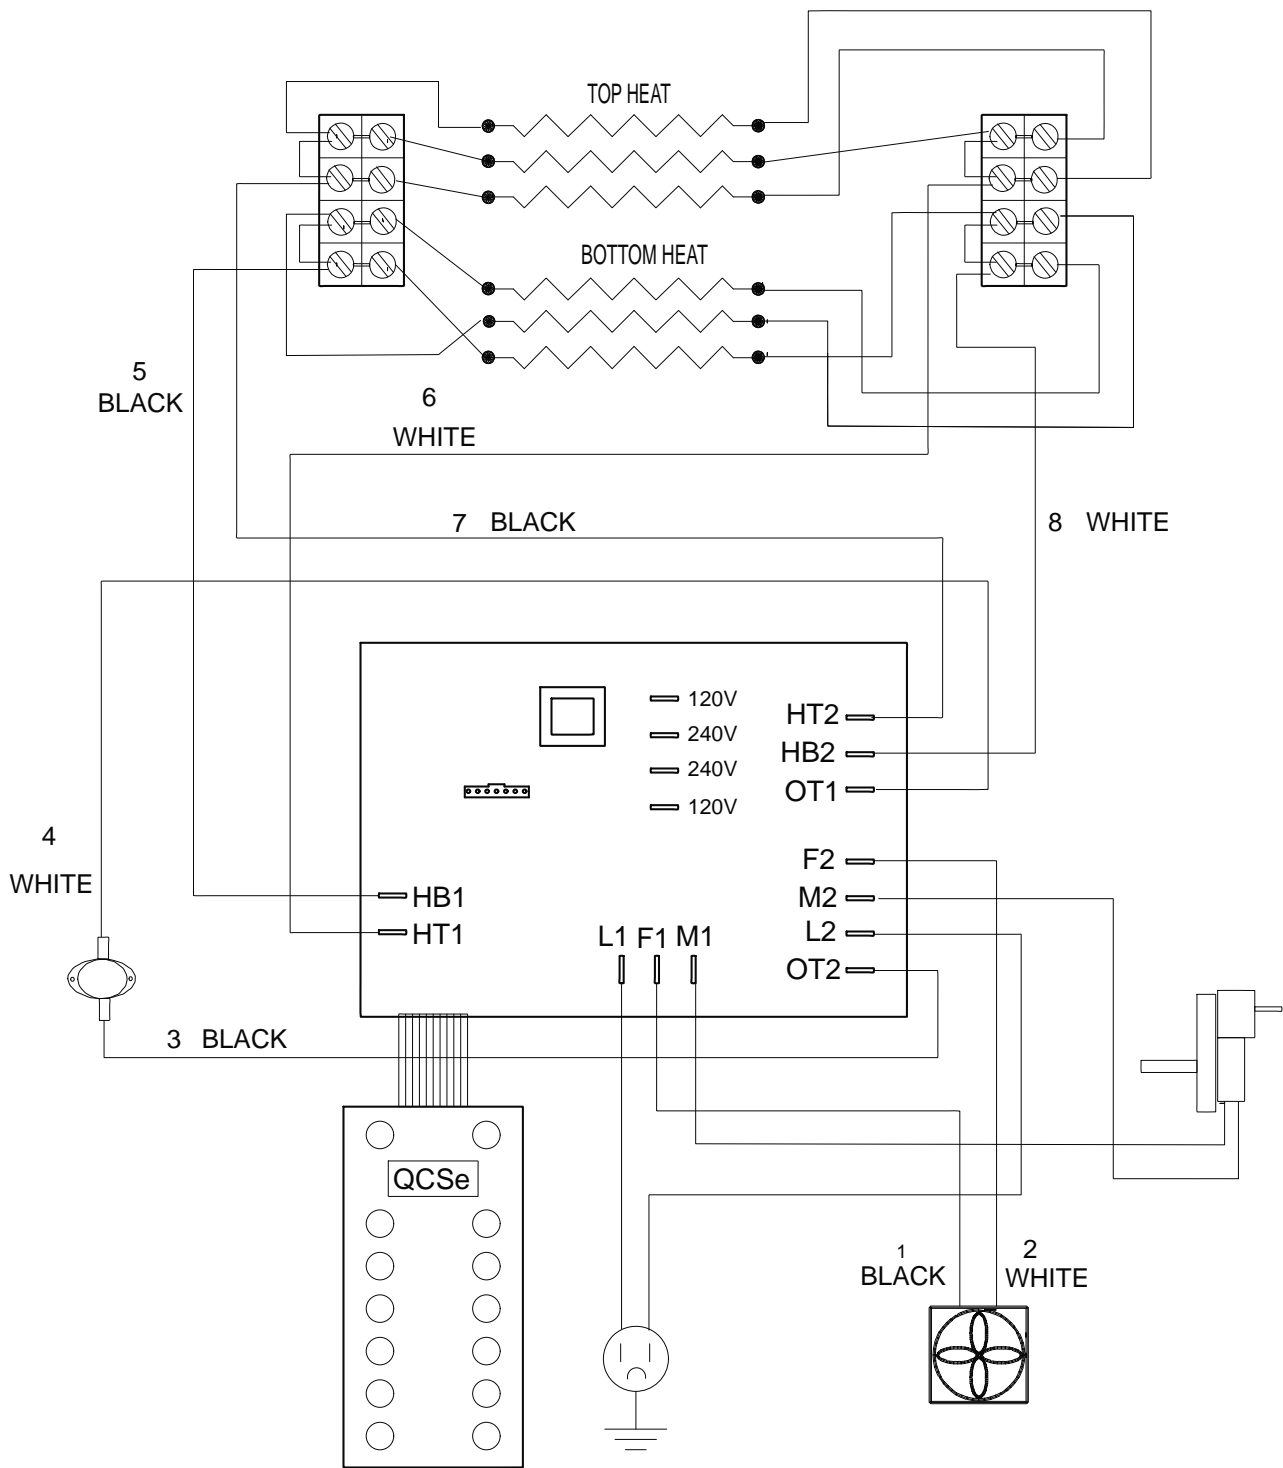 TOP HEAT
BOTTOM HEAT
5
BLACK
6
WHITE
7 BLACK
8 WHITE
120V
240V
240V
120V
HT2
HB2
OT1
4
WHITE
F2
M2
L2
OT2
HB1
HT1
L1 F1 M1
3 BLACK
QCSe
1
BLACK
2
WHITE